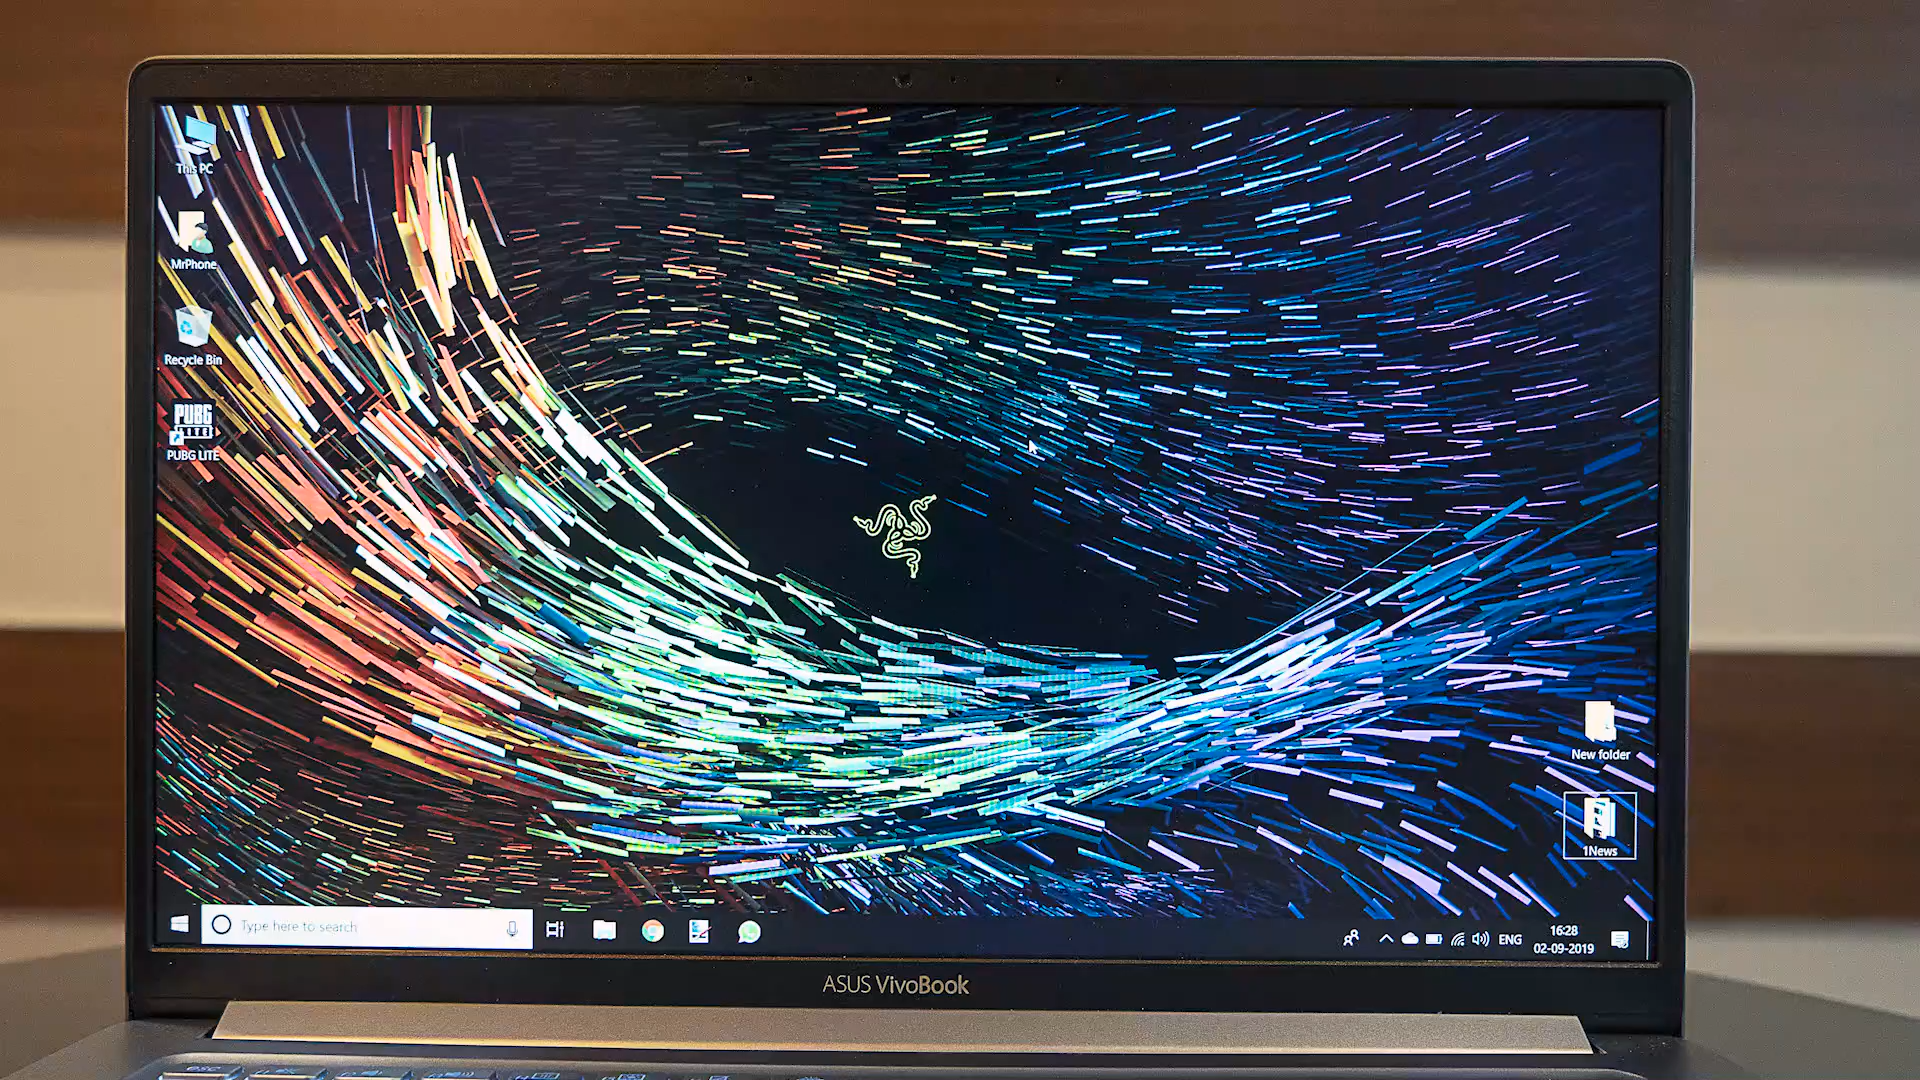 This PC
MrPhone
Recycle Bin
PUBG
LITE
PUBG LITE
New folder
1News
Type here to search
ENG
16:28
02-09-2019
ASUS VivoBook
esc